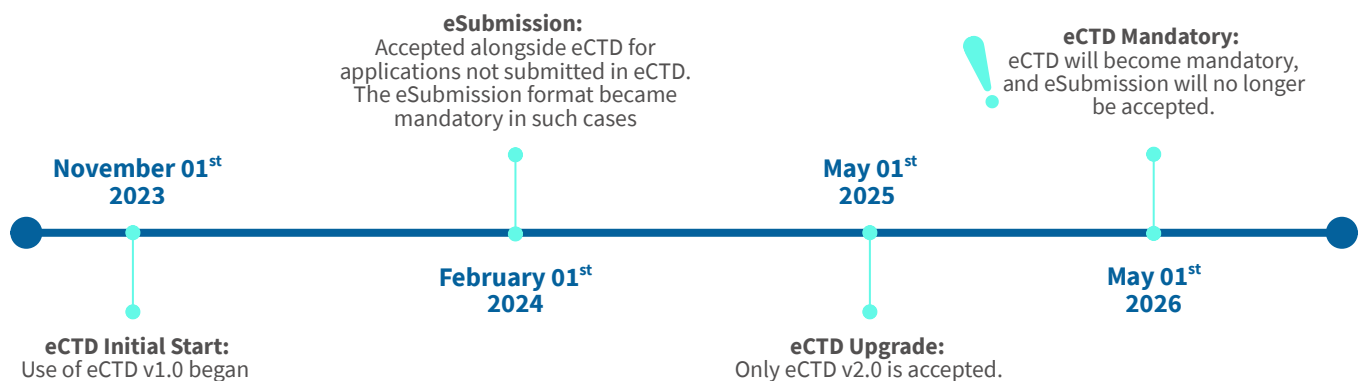 eSubmission:
Accepted alongside eCTD for
applications not submitted in eCTD.
The eSubmission format became
mandatory in such cases
eCTD Mandatory:
eCTD will become mandatory,
and eSubmission will no longer
be accepted.
November 01st
2023
May 01st
2025
February 01st
2024
May 01st
2026
eCTD Initial Start:
Use of eCTD v1.0 began
eCTD Upgrade:
Only eCTD v2.0 is accepted.